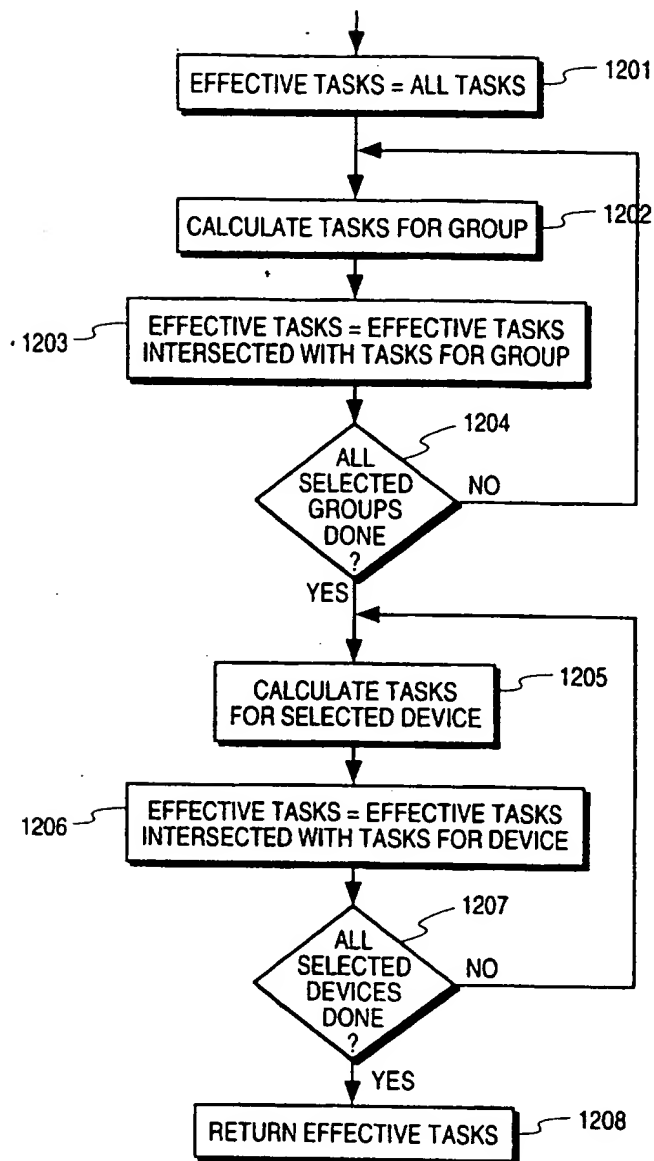 EFFECTIVE TASKS = ALL TASKS
1201
CALCULATE TASKS FOR GROUP
1202
1203
EFFECTIVE TASKS = EFFECTIVE TASKS
INTERSECTED WITH TASKS FOR GROUP
1204
ALL
SELECTED
GROUPS
DONE
?
NO
YES
1205
CALCULATE TASKS
FOR SELECTED DEVICE
1206
EFFECTIVE TASKS = EFFECTIVE TASKS
INTERSECTED WITH TASKS FOR DEVICE
1207
ALL
SELECTED
DEVICES
DONE
?
NO
YES
RETURN EFFECTIVE TASKS
1208